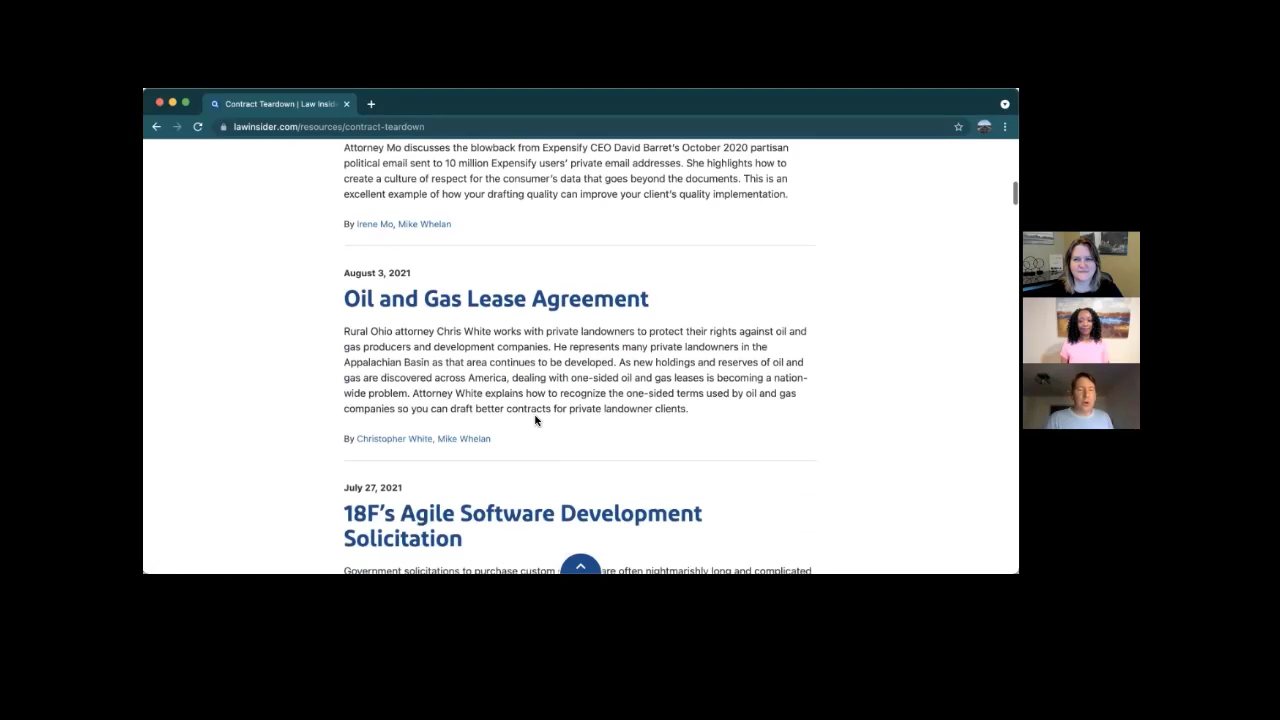 Contract Teardown | Law Insid
lawinsider.com/resources/contract-teardown
Attorney Mo discusses the blowback from Expensify CEO David Barret's October 2020 partisan
political email sent to 10 million Expensify users' private email addresses. She highlights how to
create a culture of respect for the consumer's data that goes beyond the documents. This is an
excellent example of how your drafting quality can improve your client's quality implementation.
By Irene Mo, Mike Whelan
August 3, 2021
Oil and Gas Lease Agreement
Rural Ohio attorney Chris White works with private landowners to protect their rights against oil and
gas producers and development companies. He represents many private landowners in the
Appalachian Basin as that area continues to be developed. As new holdings and reserves of oil and
gas are discovered across America, dealing with one-sided oil and gas leases is becoming a nation-
wide problem. Attorney White explains how to recognize the one-sided terms used by oil and gas
companies so you can draft better contracts for private landowner clients.
By Christopher White, Mike Whelan
July 27, 2021
18F's Agile Software Development
Solicitation
Government solicitations to purchase custom are often nightmarishly long and complicated